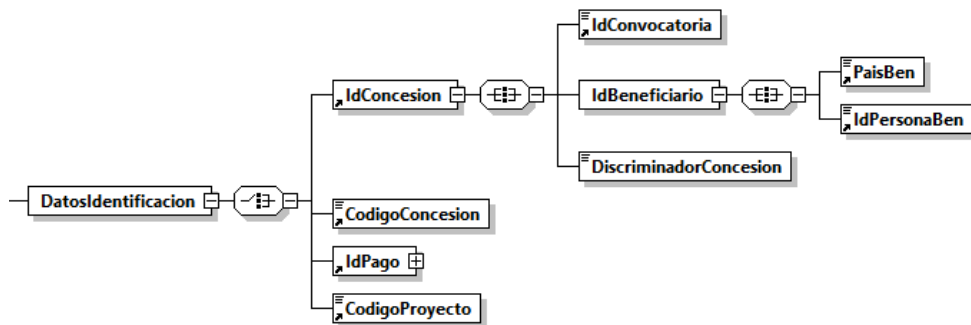 IdConvocatoria
PaisBen
IdConcesion
IdBeneficiario
IdPersonaBen
DiscriminadorConcesion
DatosIdentificacion
CodigoConcesion
IdPago
CodigoProyecto